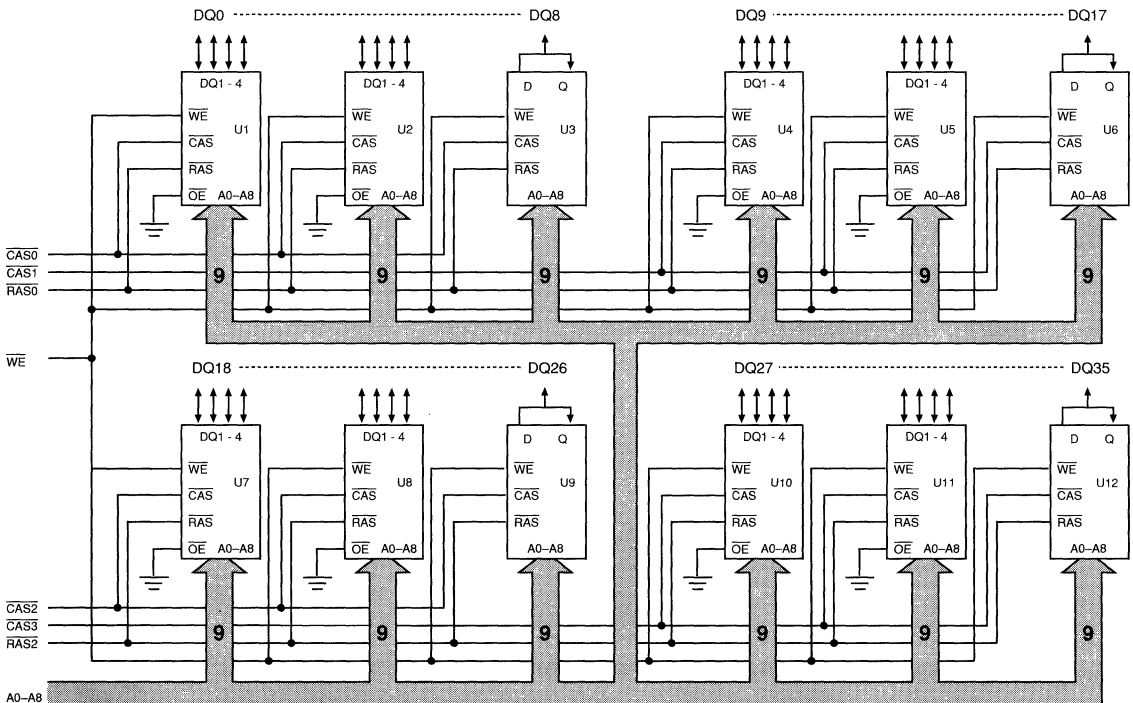 DQ0 DQ8 DQ9 DQ17
DQ1 - 4 DQ1 - 4 D Q DQ1 - 4 DQ1 - 4 D Q
WE WE WE WE WE WE
U1 U2 U3 U4 U5 U6
CAS CAS CAS CAS CAS CAS
RAS RAS RAS RAS RAS RAS
OE A0–A8 OE A0–A8 A0–A8 OE A0–A8 OE A0–A8 A0–A8
CAS0
CAS1
9 9 9 9 9 9
RAS0
WE
DQ18 DQ26 DQ27 DQ35
DQ1 - 4 DQ1 - 4 D Q DQ1 - 4 DQ1 - 4 D Q
WE WE WE WE WE WE
U7 U8 U9 U10 U11 U12
CAS CAS CAS CAS CAS CAS
RAS RAS RAS RAS RAS RAS
OE A0–A8 OE A0–A8 A0–A8 OE A0–A8 OE A0–A8 A0–A8
CAS2
CAS3
9 9 9 9 9 9
RAS2
A0–A8